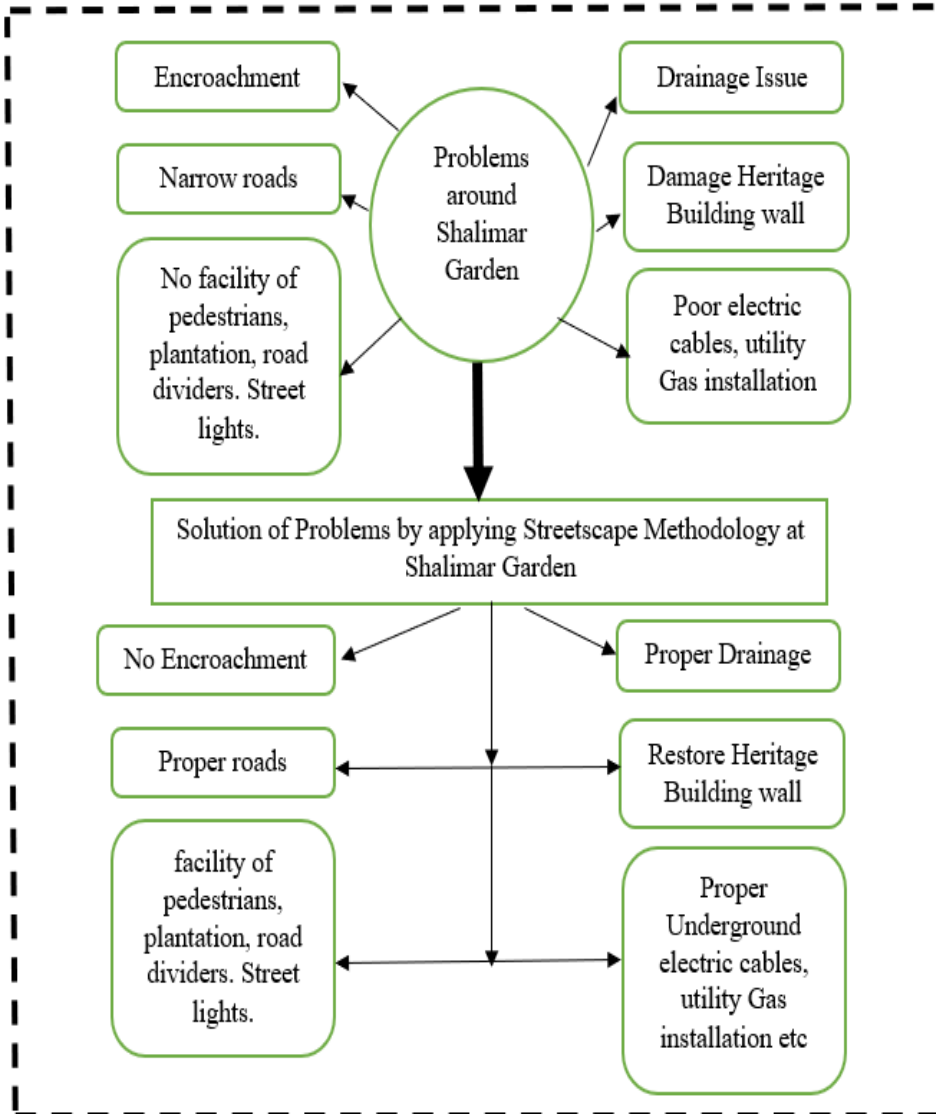 Encroachment
Narrow roads
No facility of
pedestrians,
plantation, road
dividers. Street
lights.
Problems
around
Shalimar
Garden
Drainage Issue
Damage Heritage
Building wall
Poor electric
cables, utility
Gas installation
Solution of Problems by applying Streetscape Methodology at
Shalimar Garden
No Encroachment
Proper roads
facility of
pedestrians,
plantation, road
dividers. Street
lights.
Proper Drainage
Restore Heritage
Building wall
Proper
Underground
electric cables,
utility Gas
installation etc